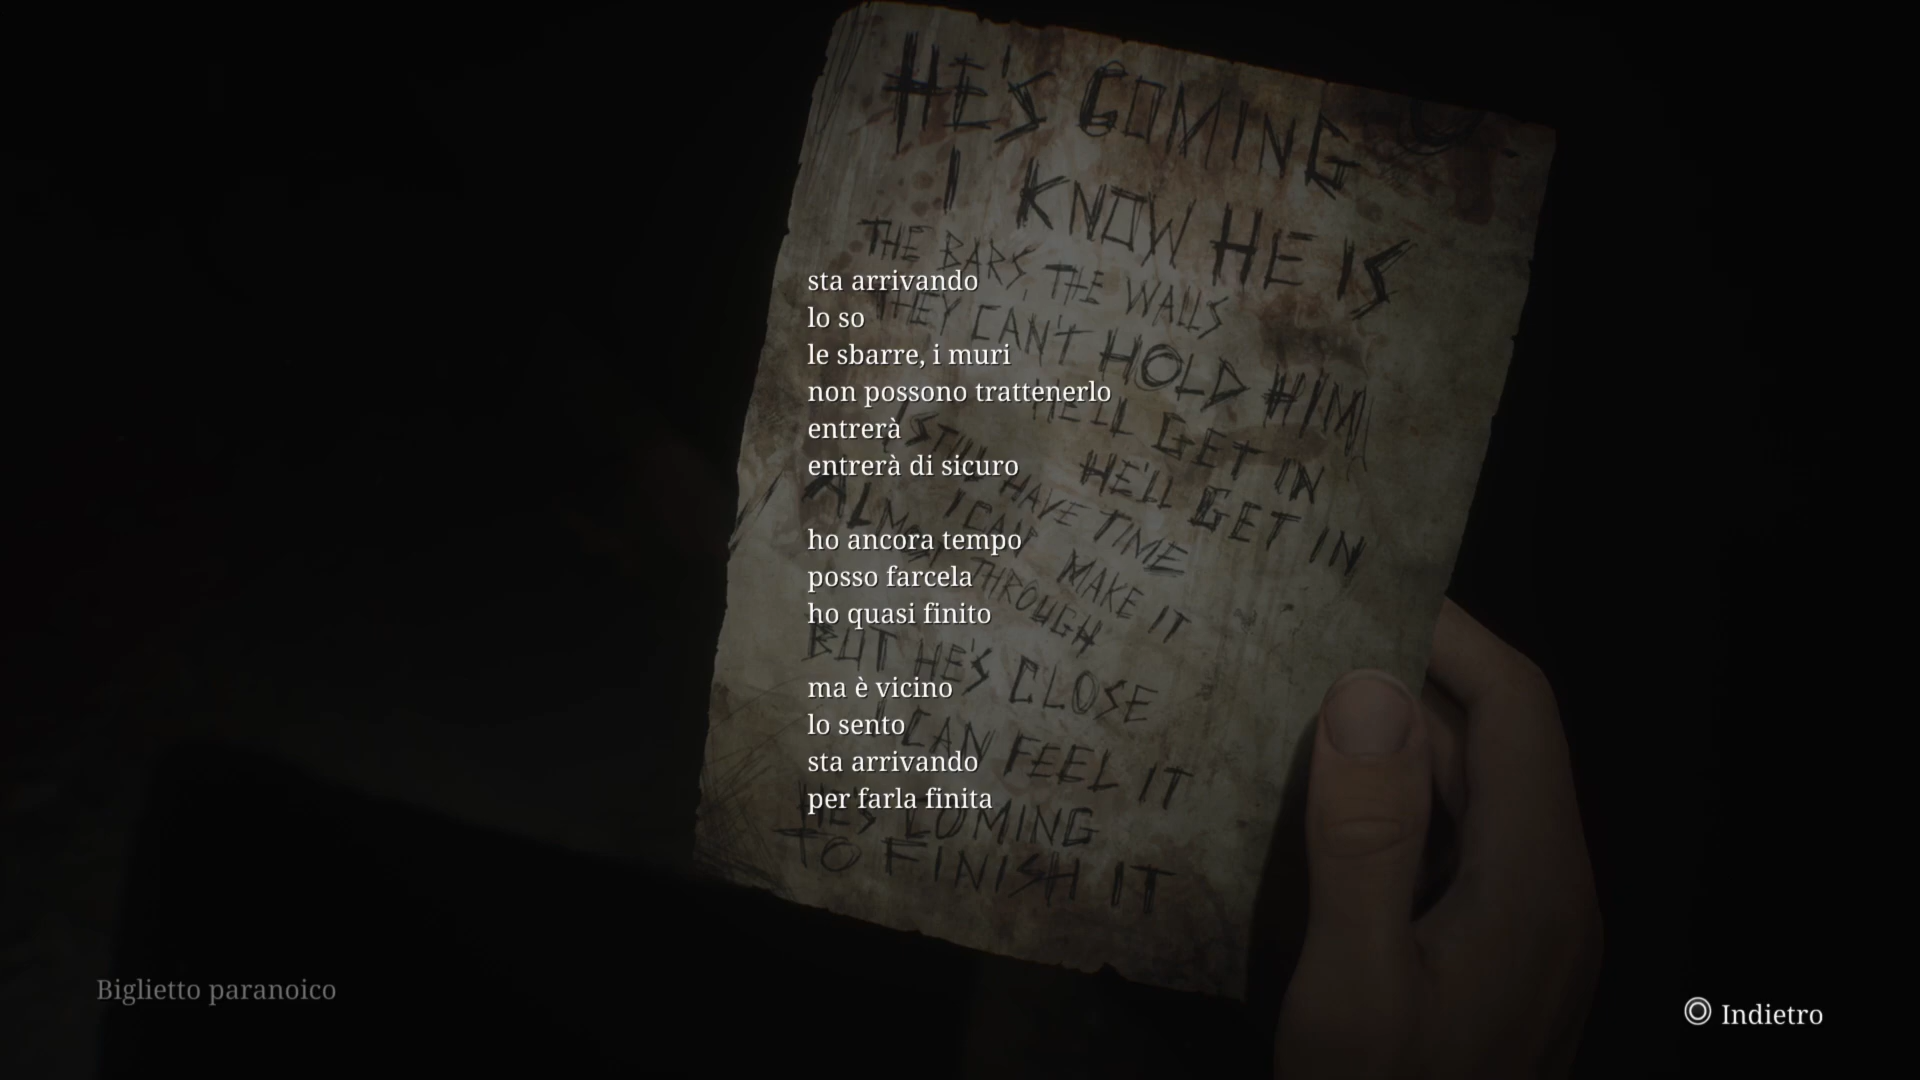 HE'S COMING
I KNOW HE IS
THE BARS, THE WALLS
THEY CAN'T HOLD HIM
HE'LL GET IN
HE'LL GET IN
I STILL HAVE TIME
I CAN MAKE IT
ALMOST THROUGH
BUT HE'S CLOSE
I CAN FEEL IT
HE'S COMING
TO FINISH IT
sta arrivando
lo so
le sbarre, i muri
non possono trattenerlo
entrerà
entrerà di sicuro
ho ancora tempo
posso farcela
ho quasi finito
ma è vicino
lo sento
sta arrivando
per farla finita
Biglietto paranoico
Indietro